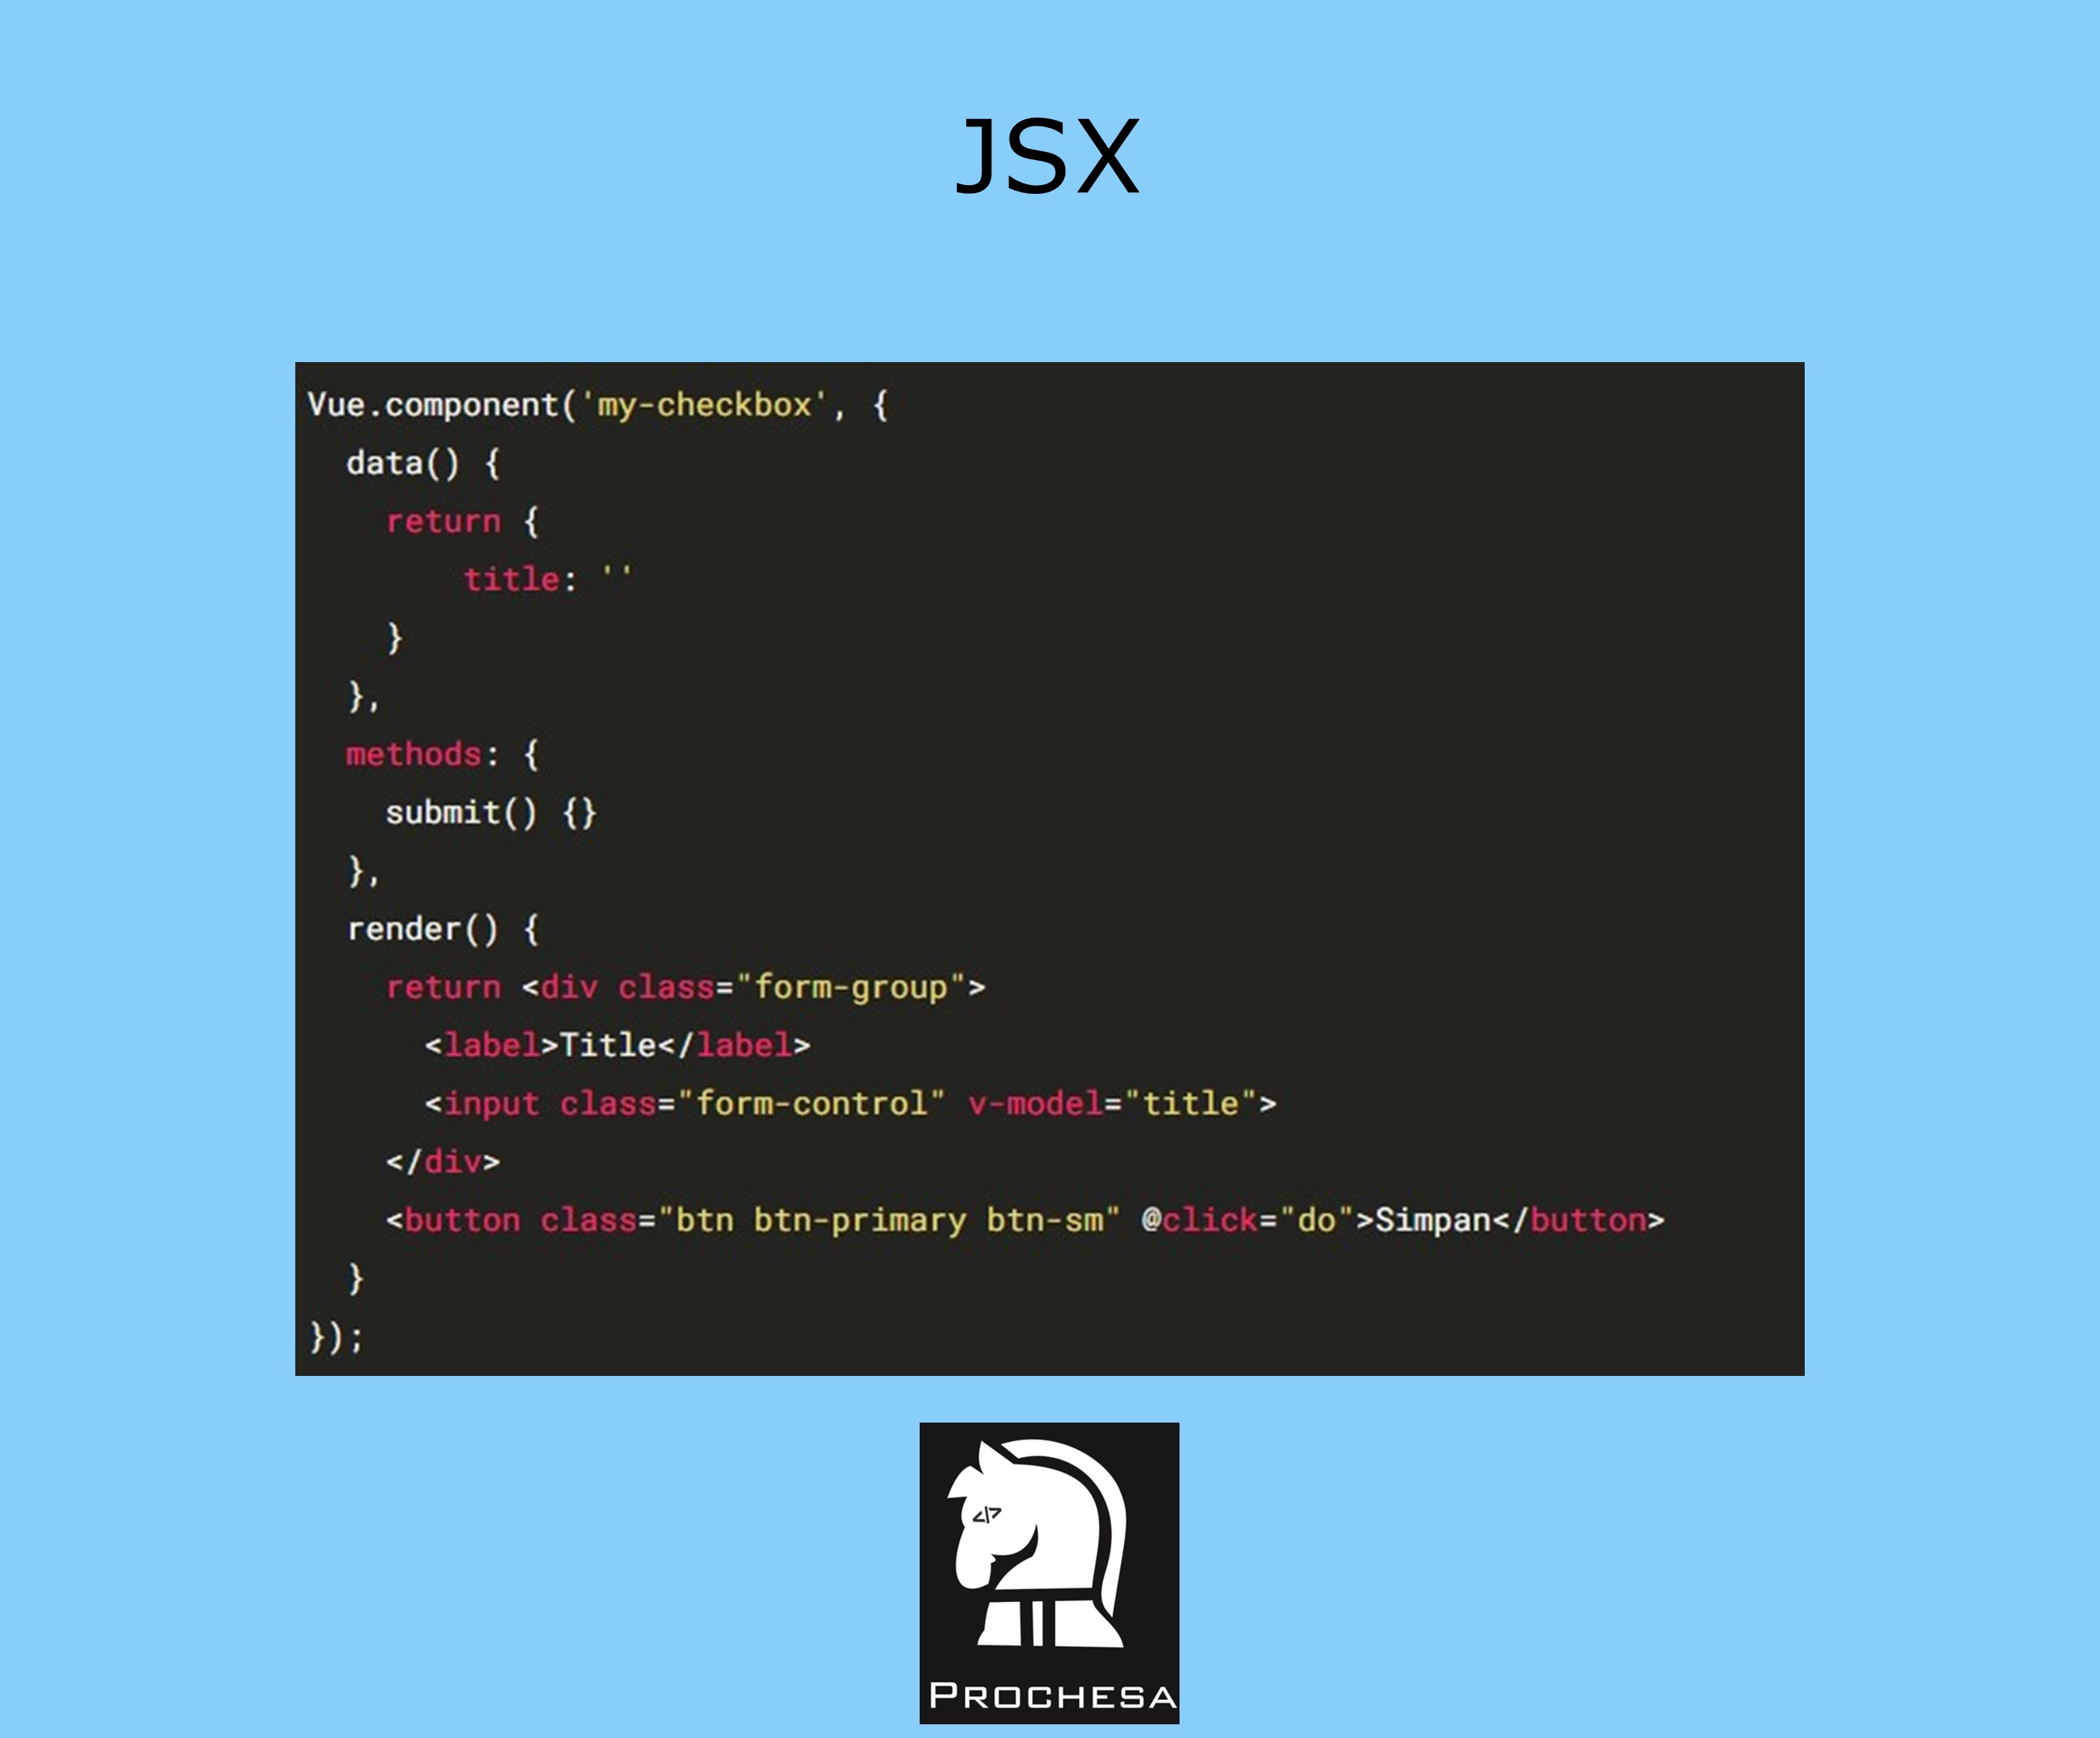 JSX
Vue.component('my-checkbox', {
data() {
return {
title: ''
}
},
methods: {
submit() {}
},
render() {
return <div class="form-group">
<label>Title</label>
<input class="form-control" v-model="title">
</div>
<button class="btn btn-primary btn-sm" @click="do">Simpan</button>
}
});
</>
PROCHESA